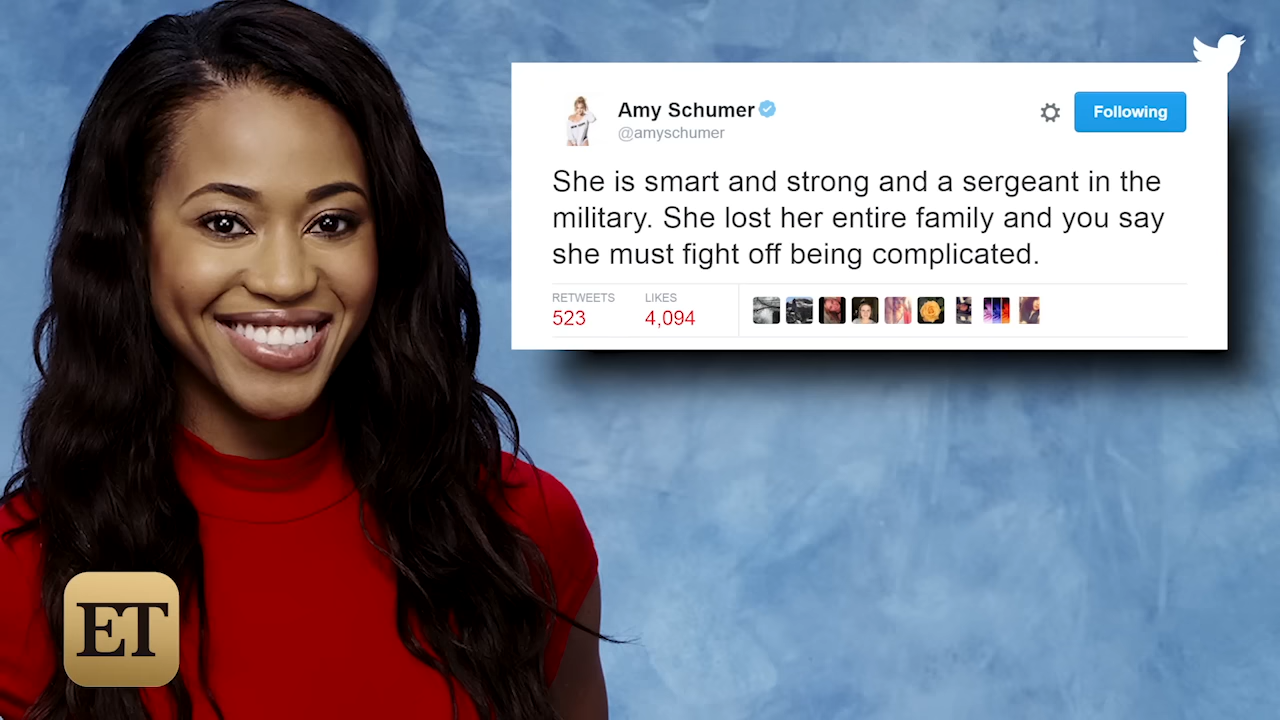 Amy Schumer
@amyschumer
Following
She is smart and strong and a sergeant in the
military. She lost her entire family and you say
she must fight off being complicated.
RETWEETS LIKES
523 4,094
ET